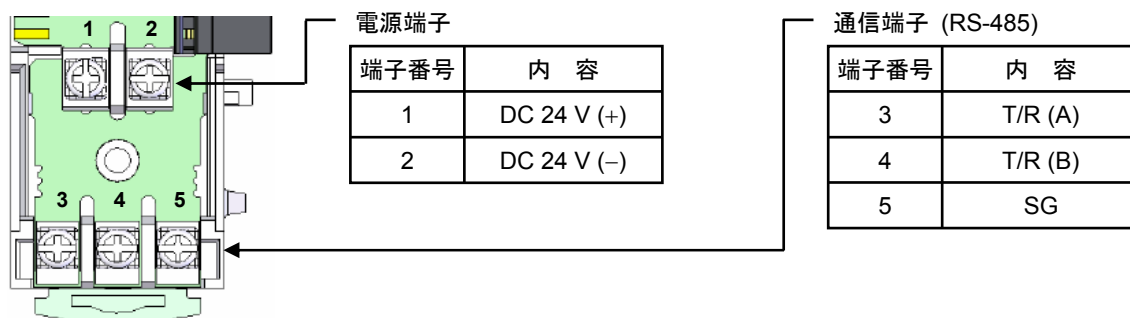 1 2
3 4 5
電源端子
端子番号 内 容
1 DC 24 V (+)
2 DC 24 V (−)
通信端子 (RS-485)
端子番号 内 容
3 T/R (A)
4 T/R (B)
5 SG